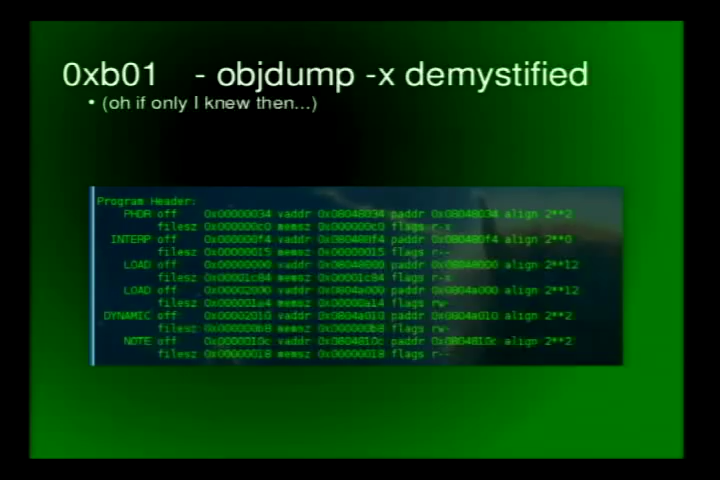 0xb01 - objdump -x demystified
• (oh if only I knew then...)
Program Header:
PHDR off 0x00000034 vaddr 0x08048034 paddr 0x08048034 align 2**2
filesz 0x000000c0 memsz 0x000000c0 flags r-x
INTERP off 0x000000f4 vaddr 0x080480f4 paddr 0x080480f4 align 2**0
filesz 0x00000015 memsz 0x00000015 flags r--
LOAD off 0x00000000 vaddr 0x08048000 paddr 0x08048000 align 2**12
filesz 0x00001c84 memsz 0x00001c84 flags r-x
LOAD off 0x00002000 vaddr 0x0804a000 paddr 0x0804a000 align 2**12
filesz 0x000001a4 memsz 0x00000a14 flags rw-
DYNAMIC off 0x00002010 vaddr 0x0804a010 paddr 0x0804a010 align 2**2
filesz 0x000000b8 memsz 0x000000b8 flags rw-
NOTE off 0x0000010c vaddr 0x0804810c paddr 0x0804810c align 2**2
filesz 0x00000018 memsz 0x00000018 flags r--